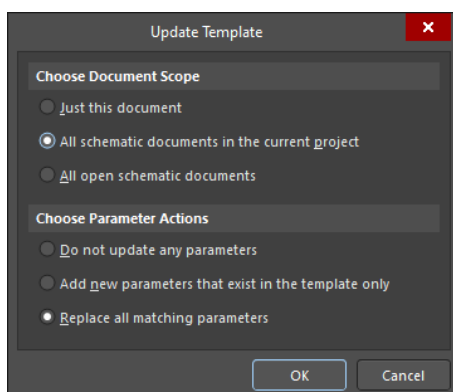 Update Template
Choose Document Scope
Just this document
All schematic documents in the current project
All open schematic documents
Choose Parameter Actions
Do not update any parameters
Add new parameters that exist in the template only
Replace all matching parameters
OK
Cancel